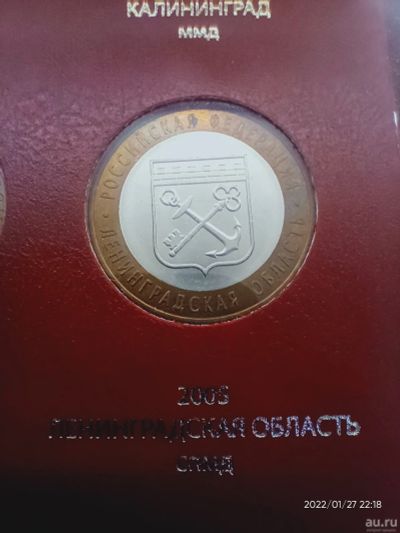 КАЛИНИНГРАД
ММД
РОССИЙСКАЯ ФЕДЕРАЦИЯ
ЛЕНИНГРАДСКАЯ ОБЛАСТЬ
2005
ЛЕНИНГРАДСКАЯ ОБЛАСТЬ
СПМД
2022/01/27 22:18
au.ru